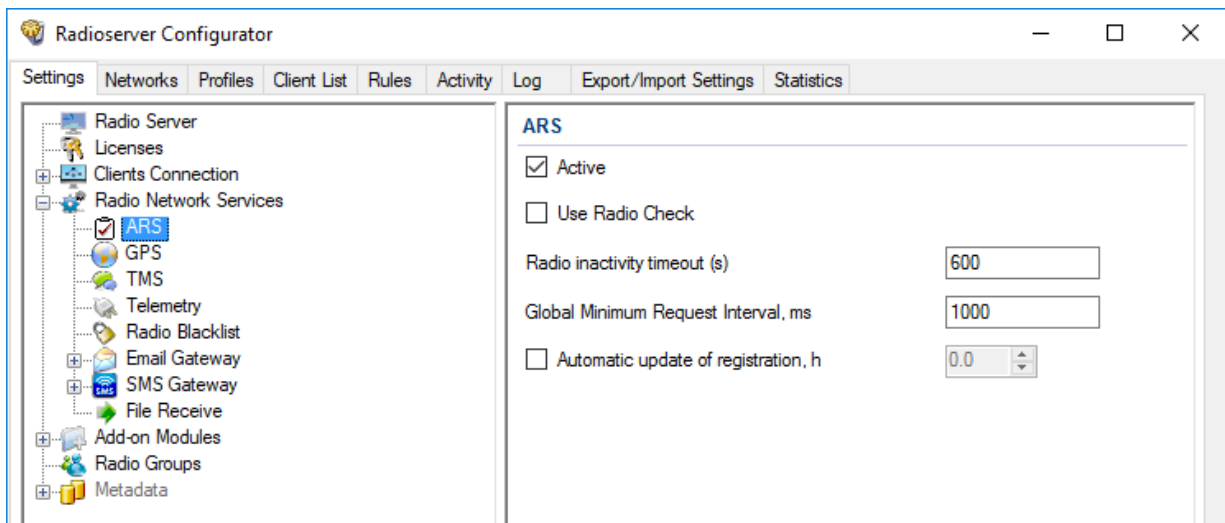 Radioserver Configurator
Settings Networks Profiles Client List Rules Activity Log Export/Import Settings Statistics
Radio Server
Licenses
Clients Connection
Radio Network Services
ARS
GPS
TMS
Telemetry
Radio Blacklist
Email Gateway
SMS Gateway
File Receive
Add-on Modules
Radio Groups
Metadata
ARS
Active
Use Radio Check
Radio inactivity timeout (s) 600
Global Minimum Request Interval, ms 1000
Automatic update of registration, h 0.0